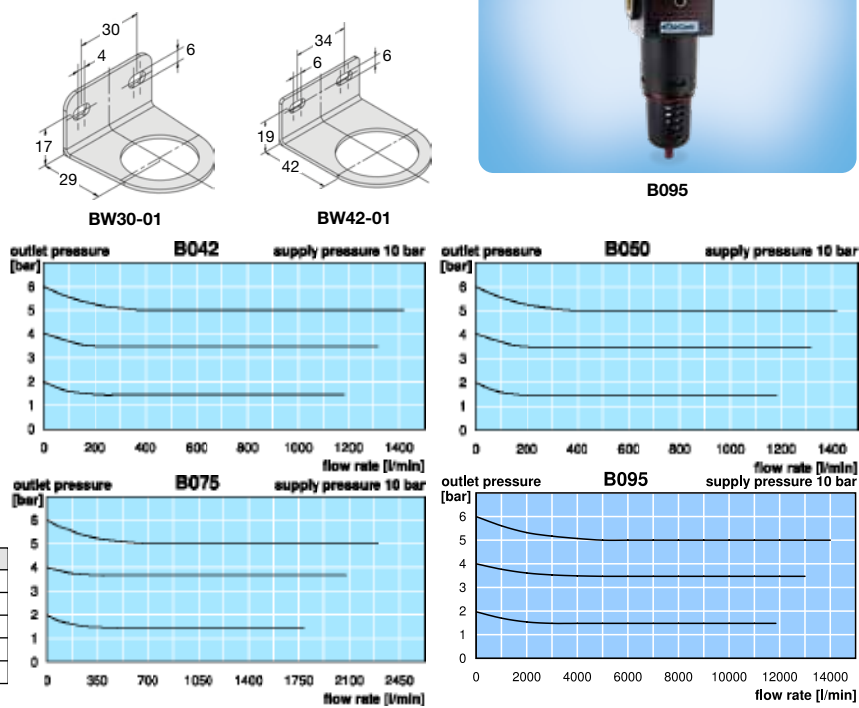 30
4
6
17
29
BW30-01
34
6
6
19
42
BW42-01
B095
outlet pressure B042 supply pressure 10 bar
[bar]
6
5
4
3
2
1
0
0 200 400 600 800 1000 1200 1400
flow rate [l/min]
outlet pressure B050 supply pressure 10 bar
[bar]
6
5
4
3
2
1
0
0 200 400 600 800 1000 1200 1400
flow rate [l/min]
outlet pressure B075 supply pressure 10 bar
[bar]
6
5
4
3
2
1
0
0 350 700 1050 1400 1750 2100 2450
flow rate [l/min]
outlet pressure B095 supply pressure 10 bar
[bar]
6
5
4
3
2
1
0
0 2000 4000 6000 8000 10000 12000 14000
flow rate [l/min]